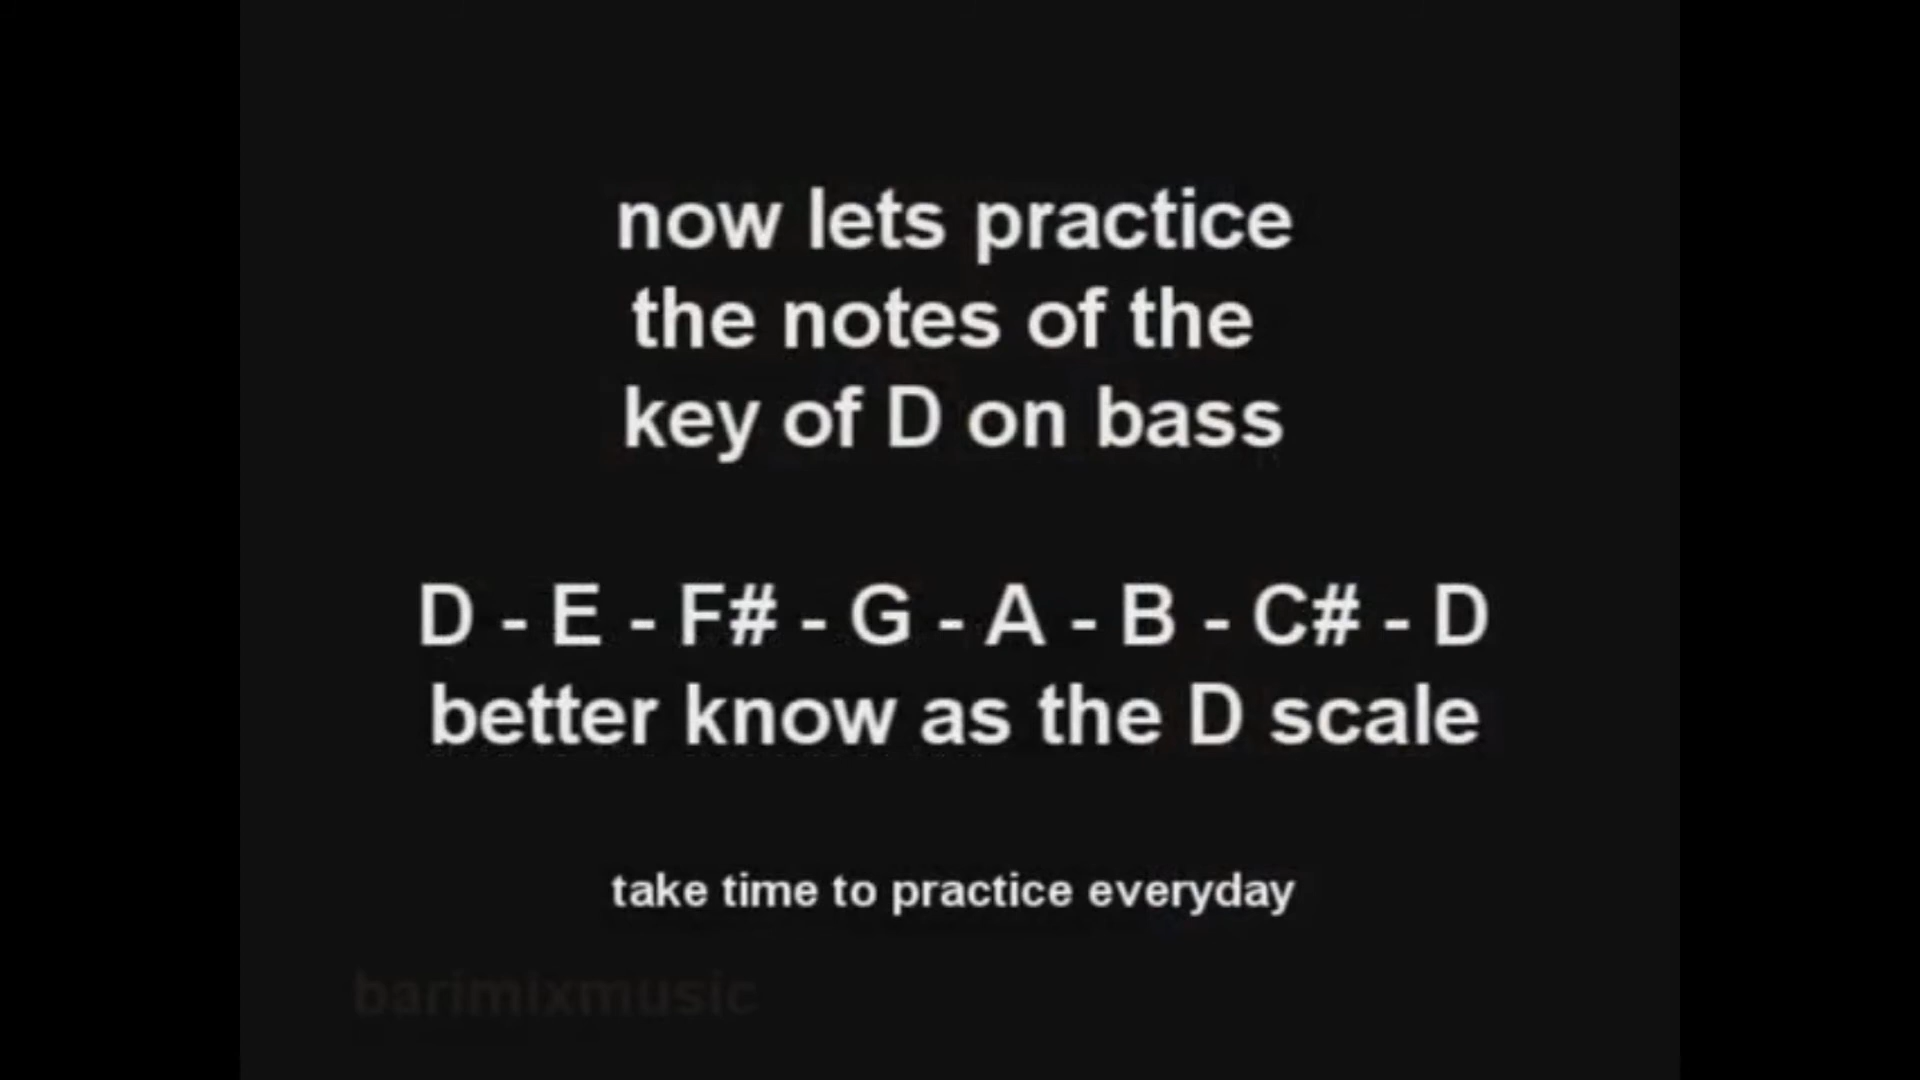 now lets practice
the notes of the
key of D on bass
D - E - F# - G - A - B - C# - D
better know as the D scale
take time to practice everyday
barimixmusic